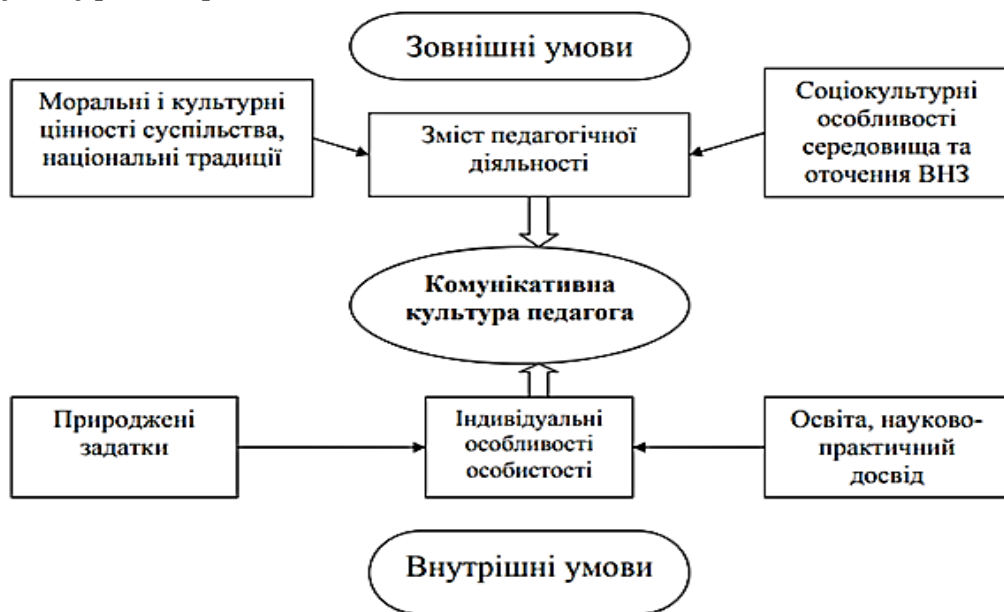 Зовнішні умови
Моральні і культурні
цінності суспільства,
національні традиції
Зміст педагогічної
діяльності
Соціокультурні
особливості
середовища та
оточення ВНЗ
Комунікативна
культура педагога
Природжені
задатки
Індивідуальні
особливості
особистості
Освіта, науково-
практичний
досвід
Внутрішні умови